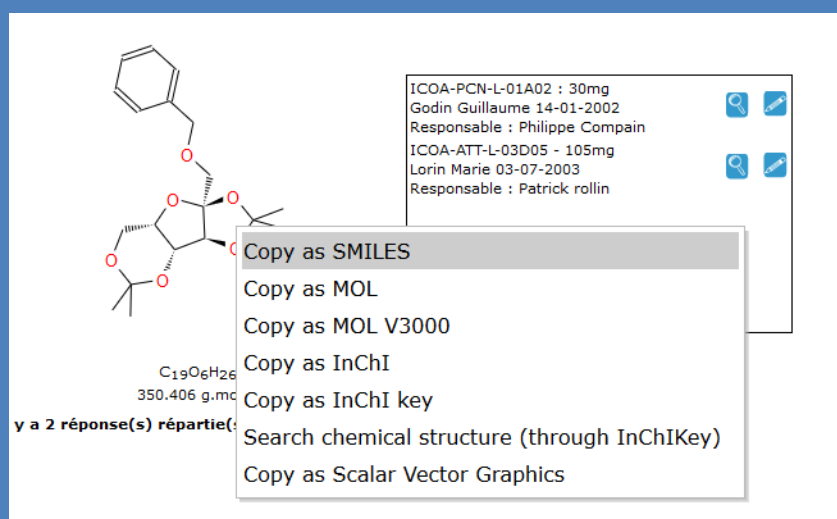 ICOA-PCN-L-01A02 : 30mg
Godin Guillaume 14-01-2002
Responsable : Philippe Compain
ICOA-ATT-L-03D05 - 105mg
Lorin Marie 03-07-2003
Responsable : Patrick rollin
O
O
O
O
O
O
Copy as SMILES
Copy as MOL
Copy as MOL V3000
Copy as InChI
Copy as InChI key
Search chemical structure (through InChIKey)
Copy as Scalar Vector Graphics
C19O6H26
350.406 g.mo
y a 2 réponse(s) répartie(s